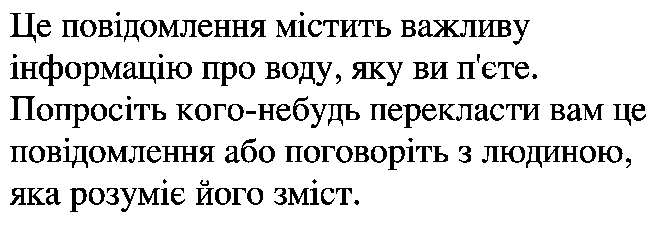 Це повідомлення містить важливу
інформацію про воду, яку ви п'єте.
Попросіть кого-небудь перекласти вам це
повідомлення або поговоріть з людиною,
яка розуміє його зміст.